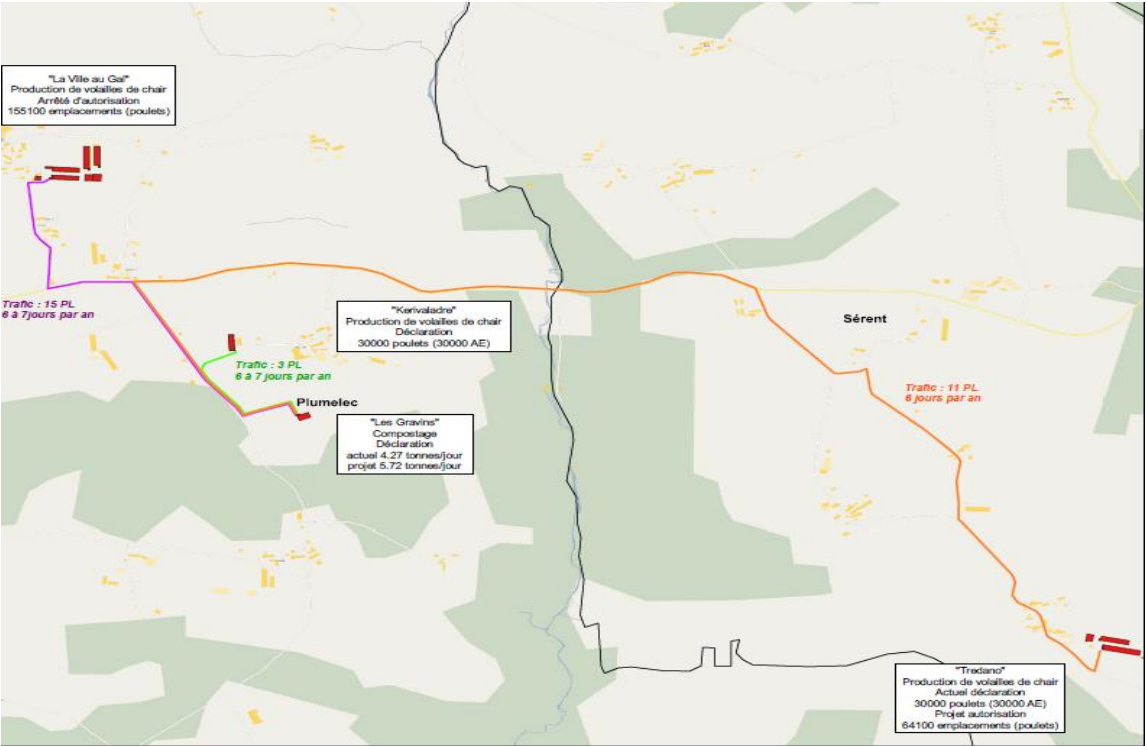 "La Ville au Gal"
Production de volailles de chair
Arrêté d'autorisation
155100 emplacements (poulets)
Trafic : 15 PL
6 à 7jours par an
"Kerivaladre"
Production de volailles de chair
Déclaration
30000 poulets (30000 AE)
Sérent
Trafic : 3 PL
6 à 7 jours par an
Trafic : 11 PL
6 jours par an
Plumelec
"Les Gravins"
Compostage
Déclaration
actuel 4.27 tonnes/jour
projet 5.72 tonnes/jour
"Tredano"
Production de volailles de chair
Actuel déclaration
30000 poulets (30000 AE)
Projet autorisation
64100 emplacements (poulets)